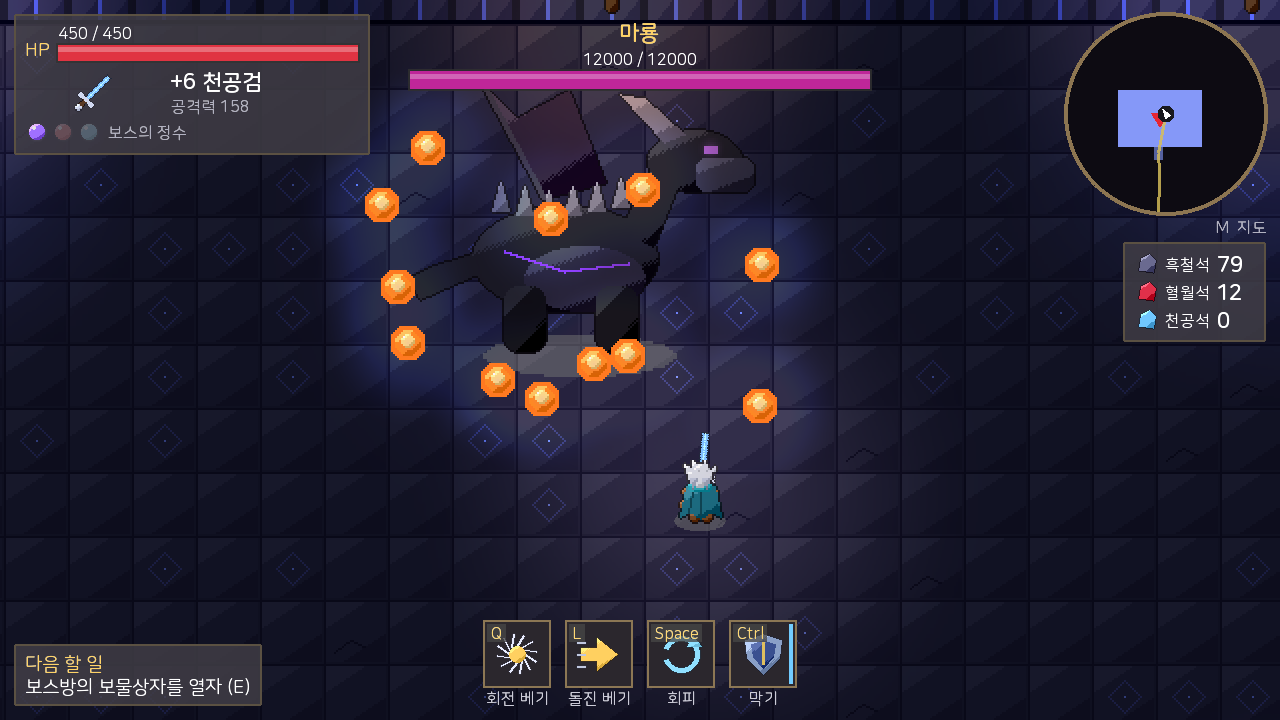 450 / 450
HP
+6 천공검
공격력 158
보스의 정수
마룡
12000 / 12000
M 지도
흑철석 79
혈월석 12
천공석 0
다음 할 일
보스방의 보물상자를 열자 (E)
Q
회전 베기
L
돌진 베기
Space
회피
Ctrl
막기